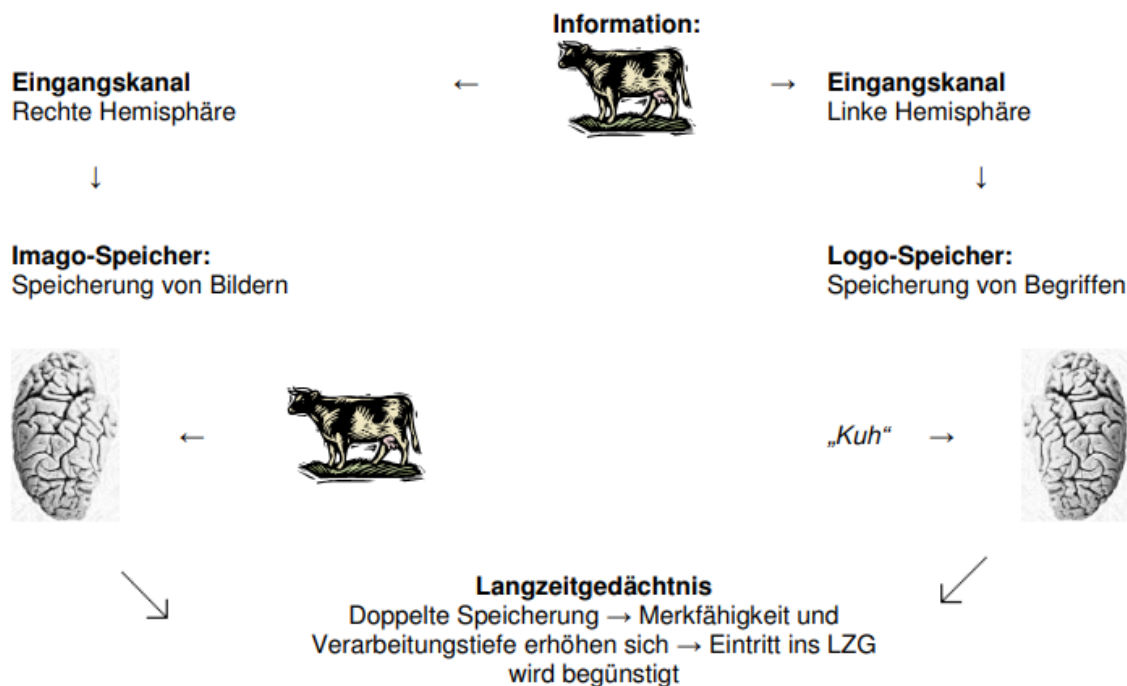 Information:
Eingangskanal
Rechte Hemisphäre
←
→
Eingangskanal
Linke Hemisphäre
↓
↓
Imago-Speicher:
Speicherung von Bildern
Logo-Speicher:
Speicherung von Begriffen
←
„Kuh“ →
Langzeitgedächtnis
Doppelte Speicherung → Merkfähigkeit und
Verarbeitungstiefe erhöhen sich → Eintritt ins LZG
wird begünstigt